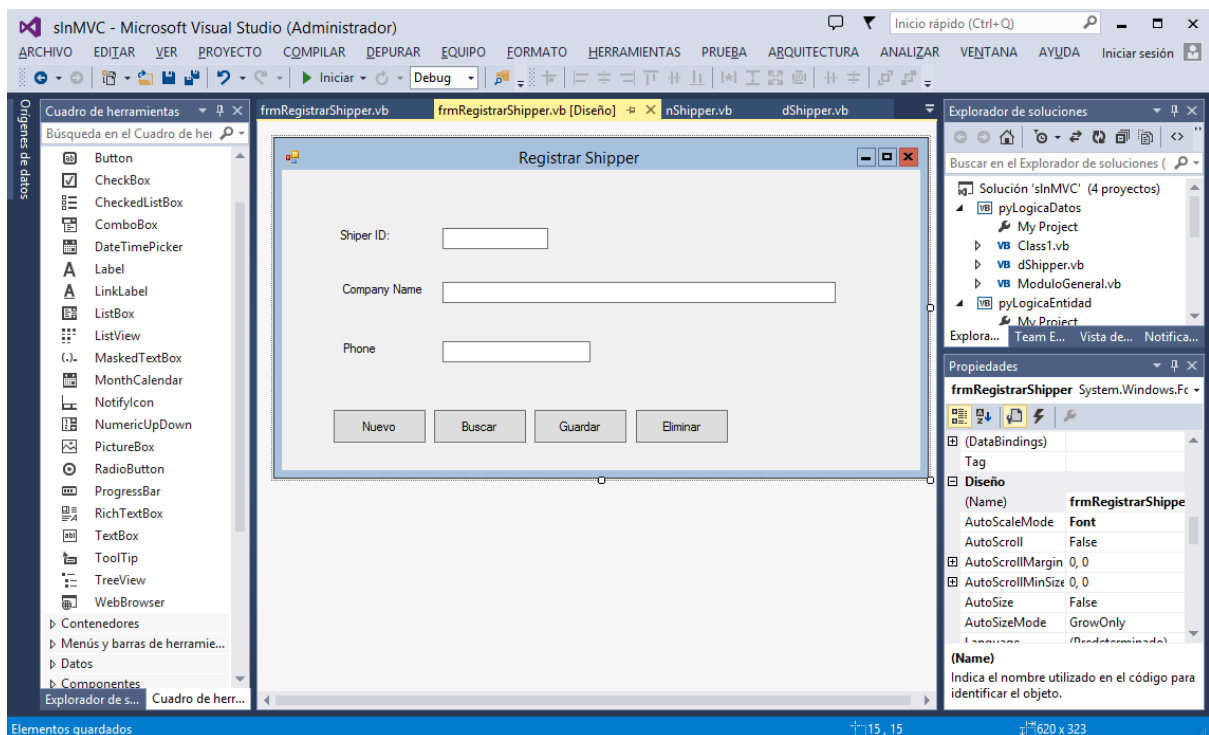 slnMVC - Microsoft Visual Studio (Administrador)
Inicio rápido (Ctrl+Q)
ARCHIVO EDITAR VER PROYECTO COMPILAR DEPURAR EQUIPO FORMATO HERRAMIENTAS PRUEBA ARQUITECTURA ANALIZAR VENTANA AYUDA Iniciar sesión
Iniciar Debug
Orígenes de datos
Cuadro de herramientas
Búsqueda en el Cuadro de her
Button
CheckBox
CheckedListBox
ComboBox
DateTimePicker
Label
LinkLabel
ListBox
ListView
MaskedTextBox
MonthCalendar
NotifyIcon
NumericUpDown
PictureBox
RadioButton
ProgressBar
RichTextBox
TextBox
ToolTip
TreeView
WebBrowser
Contenedores
Menús y barras de herramie...
Datos
Componentes
Explorador de s... Cuadro de herr...
frmRegistrarShipper.vb frmRegistrarShipper.vb [Diseño] nShipper.vb dShipper.vb
Registrar Shipper
Shiper ID:
Company Name
Phone
Nuevo Buscar Guardar Eliminar
Explorador de soluciones
Buscar en el Explorador de soluciones (
Solución 'slnMVC' (4 proyectos)
VB pyLogicaDatos
My Project
VB Class1.vb
VB dShipper.vb
VB ModuloGeneral.vb
VB pyLogicaEntidad
My Project
Explora... Team E... Vista de... Notifica...
Propiedades
frmRegistrarShipper System.Windows.Fc
(DataBindings)
Tag
Diseño
(Name) frmRegistrarShippe
AutoScaleMode Font
AutoScroll False
AutoScrollMargin 0, 0
AutoScrollMinSize 0, 0
AutoSize False
AutoSizeMode GrowOnly
Language (Predeterminado)
(Name)
Indica el nombre utilizado en el código para
identificar el objeto.
Elementos guardados 15 , 15 620 x 323